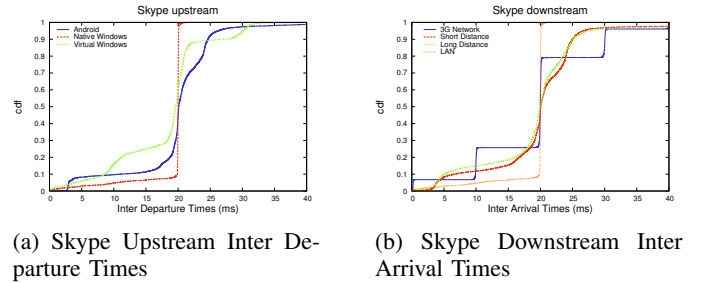 Skype upstream
1
0.9
0.8
0.7
0.6
0.5
0.4
0.3
0.2
0.1
0
cdf
Android
Native Windows
Virtual Windows
0 5 10 15 20 25 30 35 40
Inter Departure Times (ms)
(a) Skype Upstream Inter De-
parture Times
Skype downstream
1
0.9
0.8
0.7
0.6
0.5
0.4
0.3
0.2
0.1
0
cdf
3G Network
Short Distance
Long Distance
LAN
0 5 10 15 20 25 30 35 40
Inter Arrival Times (ms)
(b) Skype Downstream Inter
Arrival Times